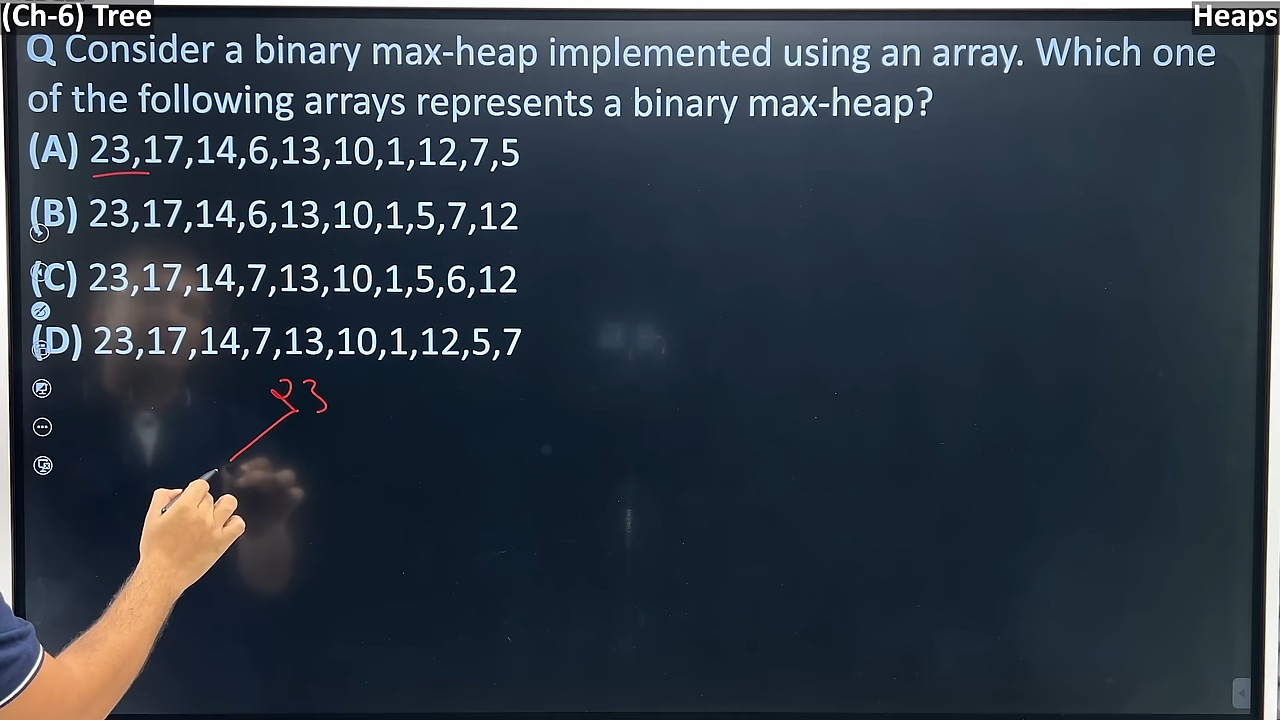 (Ch-6) Tree
Heaps
Q Consider a binary max-heap implemented using an array. Which one
of the following arrays represents a binary max-heap?
(A) 23,17,14,6,13,10,1,12,7,5
(B) 23,17,14,6,13,10,1,5,7,12
(C) 23,17,14,7,13,10,1,5,6,12
(D) 23,17,14,7,13,10,1,12,5,7
23